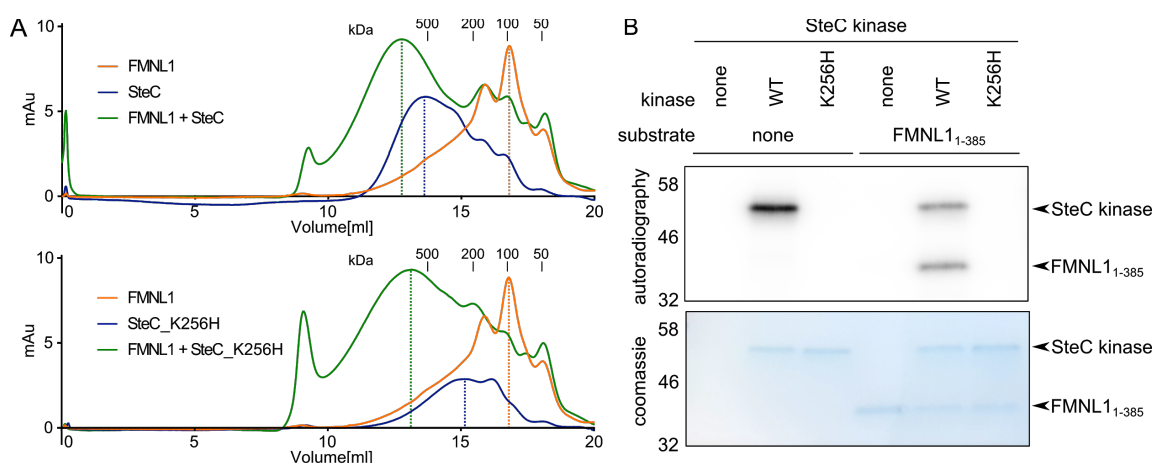 A
10
5
0
mAu
kDa 500 200 100 50
FMNL1
SteC
FMNL1 + SteC
0 5 10 15 20
Volume[ml]
10
5
0
mAu
kDa 500 200 100 50
FMNL1
SteC_K256H
FMNL1 + SteC_K256H
0 5 10 15 20
Volume[ml]
B
SteC kinase
kinase none WT K256H none WT K256H
substrate none FMNL1₁₋₃₈₅
autoradiography
58
46
32
SteC kinase
FMNL1₁₋₃₈₅
coomassie
58
46
32
SteC kinase
FMNL1₁₋₃₈₅